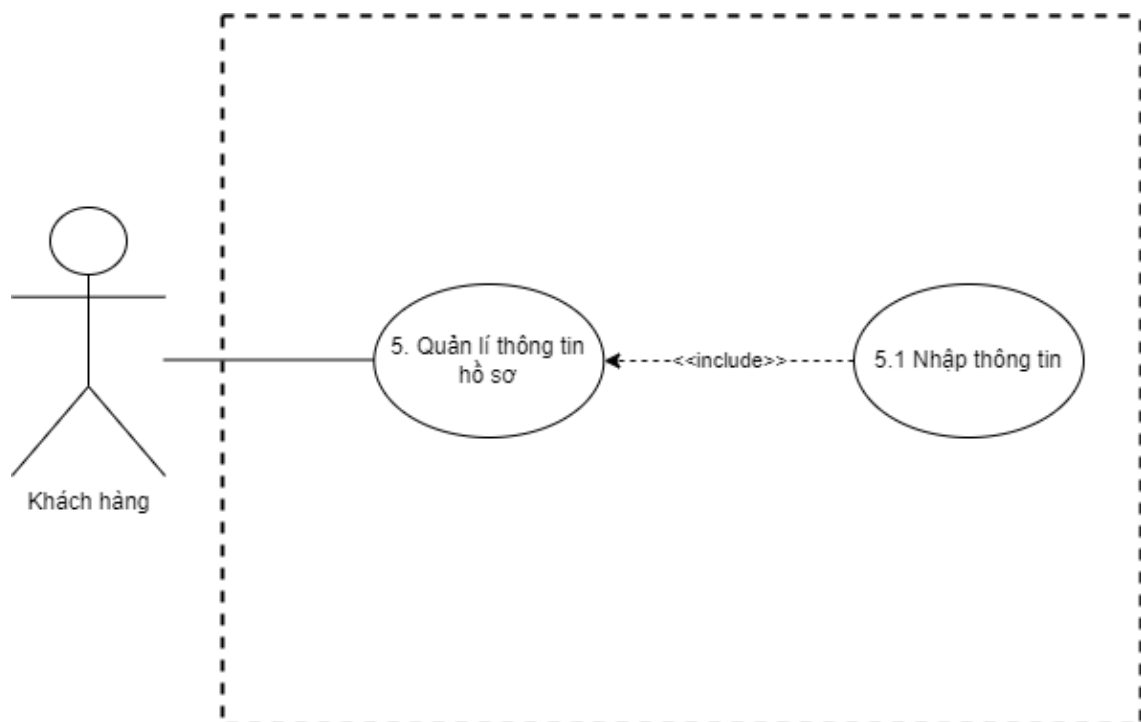 5. Quản lí thông tin
hồ sơ
<<include>>
5.1 Nhập thông tin
Khách hàng